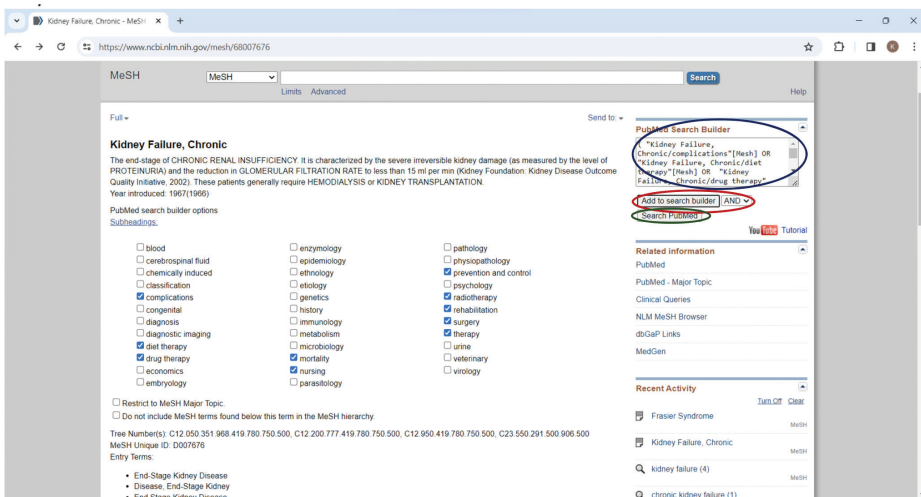 Kidney Failure, Chronic - MeSH
https://www.ncbi.nlm.nih.gov/mesh/68007676
K
MeSH
MeSH
Search
Limits Advanced
Help
Full
Send to:
Kidney Failure, Chronic
The end-stage of CHRONIC RENAL INSUFFICIENCY. It is characterized by the severe irreversible kidney damage (as measured by the level of
PROTEINURIA) and the reduction in GLOMERULAR FILTRATION RATE to less than 15 ml per min (Kidney Foundation: Kidney Disease Outcome
Quality Initiative, 2002). These patients generally require HEMODIALYSIS or KIDNEY TRANSPLANTATION.
Year introduced: 1967(1966)
PubMed search builder options
Subheadings:
blood
cerebrospinal fluid
chemically induced
classification
complications
congenital
diagnosis
diagnostic imaging
diet therapy
drug therapy
economics
embryology
enzymology
epidemiology
ethnology
etiology
genetics
history
immunology
metabolism
microbiology
mortality
nursing
parasitology
pathology
physiopathology
prevention and control
psychology
radiotherapy
rehabilitation
surgery
therapy
urine
veterinary
virology
Restrict to MeSH Major Topic.
Do not include MeSH terms found below this term in the MeSH hierarchy.
Tree Number(s): C12.050.351.968.419.780.750.500, C12.200.777.419.780.750.500, C12.950.419.780.750.500, C23.550.291.500.906.500
MeSH Unique ID: D007676
Entry Terms:
• End-Stage Kidney Disease
• Disease, End-Stage Kidney
• End Stage Kidney Disease
PubMed Search Builder
( "Kidney Failure,
Chronic/complications"[Mesh] OR
"Kidney Failure, Chronic/diet
therapy"[Mesh] OR "Kidney
Failure, Chronic/drug therapy"
Add to search builder AND
Search PubMed
YouTube Tutorial
Related information
PubMed
PubMed - Major Topic
Clinical Queries
NLM MeSH Browser
dbGaP Links
MedGen
Recent Activity
Turn Off Clear
Frasier Syndrome
MeSH
Kidney Failure, Chronic
MeSH
kidney failure (4)
MeSH
chronic kidney failure (1)